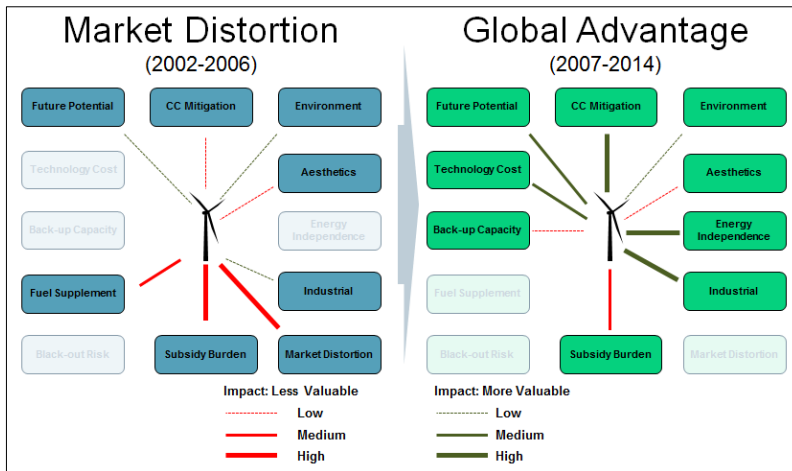 Market Distortion
(2002-2006)
Global Advantage
(2007-2014)
Future Potential
CC Mitigation
Environment
Technology Cost
Aesthetics
Back-up Capacity
Energy
Independence
Fuel Supplement
Industrial
Black-out Risk
Subsidy Burden
Market Distortion
Future Potential
CC Mitigation
Environment
Technology Cost
Aesthetics
Back-up Capacity
Energy
Independence
Fuel Supplement
Industrial
Black-out Risk
Subsidy Burden
Market Distortion
Impact: Less Valuable
Low
Medium
High
Impact: More Valuable
Low
Medium
High